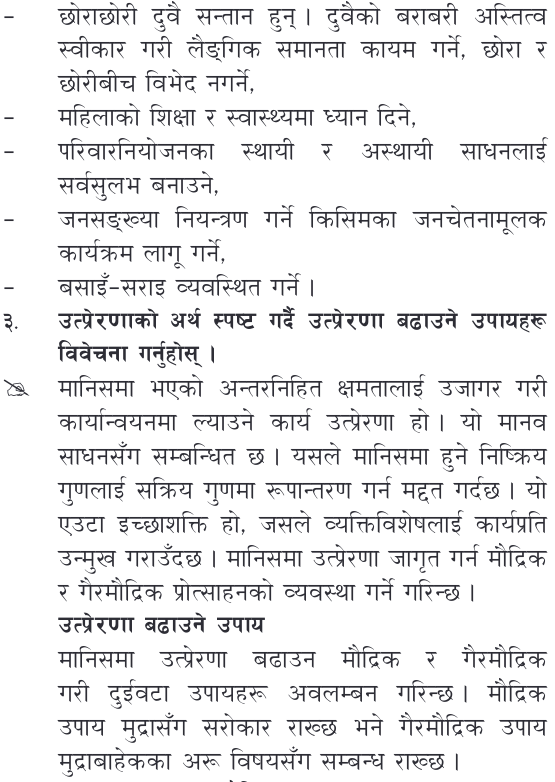 – छोराछोरी दुवै सन्तान हुन् । दुवैको बराबरी अस्तित्व
स्वीकार गरी लैङ्गिक समानता कायम गर्ने, छोरा र
छोरीबीच विभेद नगर्ने,
– महिलाको शिक्षा र स्वास्थ्यमा ध्यान दिने,
– परिवारनियोजनका स्थायी र अस्थायी साधनलाई
सर्वसुलभ बनाउने,
– जनसङ्ख्या नियन्त्रण गर्ने किसिमका जनचेतनामूलक
कार्यक्रम लागू गर्ने,
– बसाइँ–सराइ व्यवस्थित गर्ने ।
३. उत्प्रेरणाको अर्थ स्पष्ट गर्दै उत्प्रेरणा बढाउने उपायहरू
विवेचना गर्नुहोस् ।
मानिसमा भएको अन्तरनिहित क्षमतालाई उजागर गरी
कार्यान्वयनमा ल्याउने कार्य उत्प्रेरणा हो । यो मानव
साधनसँग सम्बन्धित छ । यसले मानिसमा हुने निष्क्रिय
गुणलाई सक्रिय गुणमा रूपान्तरण गर्न मद्दत गर्दछ । यो
एउटा इच्छाशक्ति हो, जसले व्यक्तिविशेषलाई कार्यप्रति
उन्मुख गराउँदछ । मानिसमा उत्प्रेरणा जागृत गर्न मौद्रिक
र गैरमौद्रिक प्रोत्साहनको व्यवस्था गर्ने गरिन्छ ।
उत्प्रेरणा बढाउने उपाय
मानिसमा उत्प्रेरणा बढाउन मौद्रिक र गैरमौद्रिक
गरी दुईवटा उपायहरू अवलम्बन गरिन्छ । मौद्रिक
उपाय मुद्रासँग सरोकार राख्छ भने गैरमौद्रिक उपाय
मुद्राबाहेकका अरू विषयसँग सम्बन्ध राख्छ ।